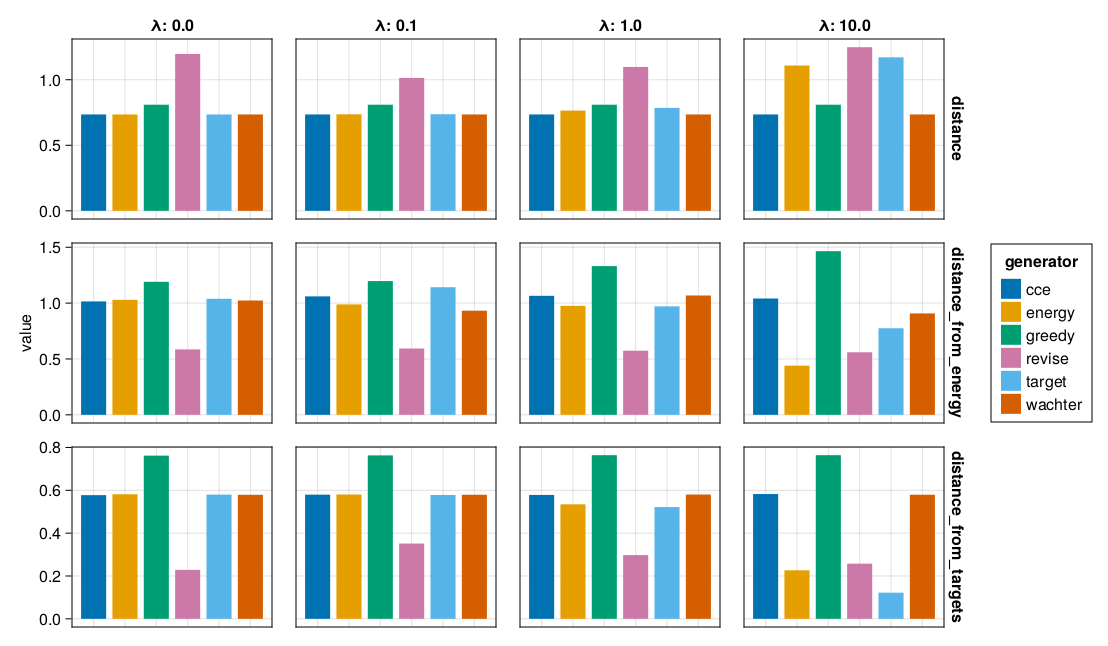 λ: 0.0
λ: 0.1
λ: 1.0
λ: 10.0
1.0
0.5
0.0
distance
value
1.5
1.0
0.5
0.0
distance_from_energy
0.8
0.6
0.4
0.2
0.0
distance_from_targets
generator
cce
energy
greedy
revise
target
wachter